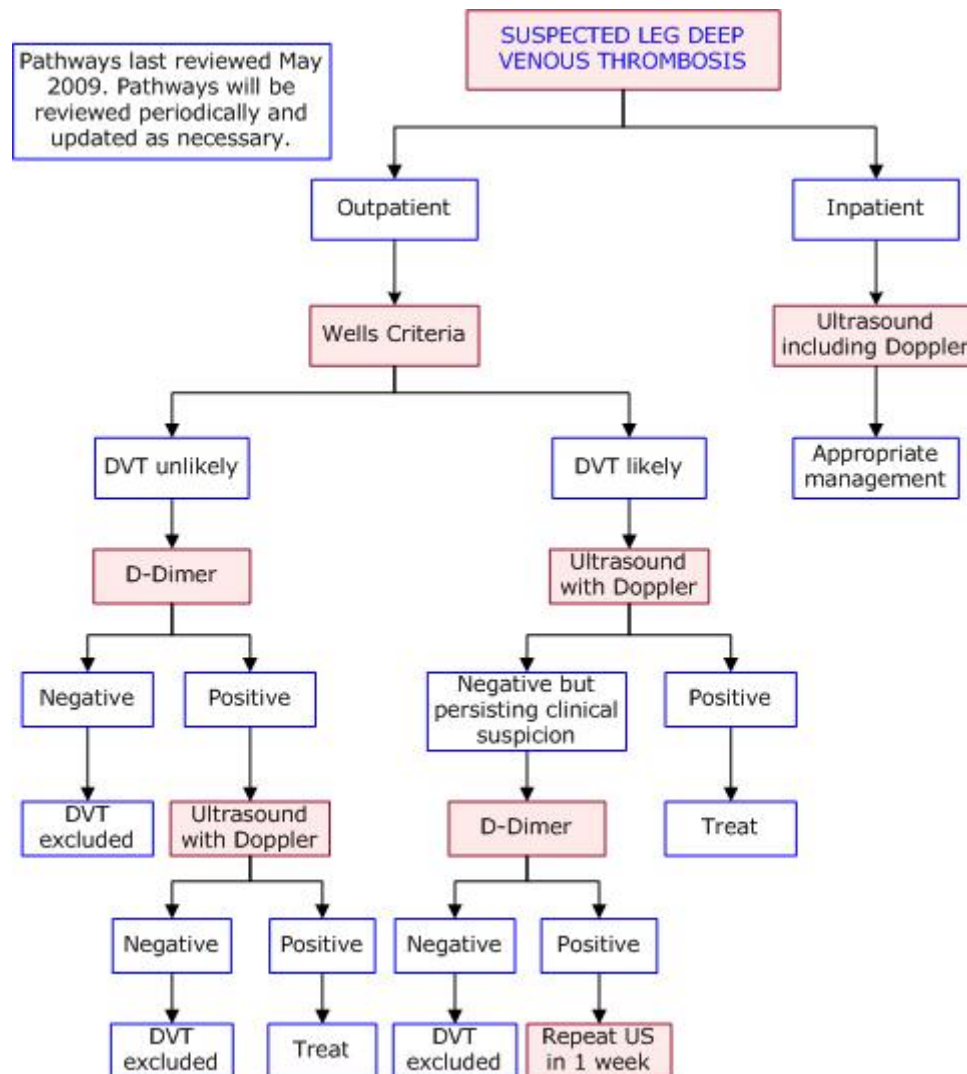 SUSPECTED LEG DEEP
VENOUS THROMBOSIS
Pathways last reviewed May
2009. Pathways will be
reviewed periodically and
updated as necessary.
Outpatient
Inpatient
Wells Criteria
Ultrasound
including Doppler
DVT unlikely
DVT likely
Appropriate
management
D-Dimer
Ultrasound
with Doppler
Negative
Positive
Negative but
persisting clinical
suspicion
Positive
DVT
excluded
Ultrasound
with Doppler
D-Dimer
Treat
Negative
Positive
Negative
Positive
DVT
excluded
Treat
DVT
excluded
Repeat US
in 1 week